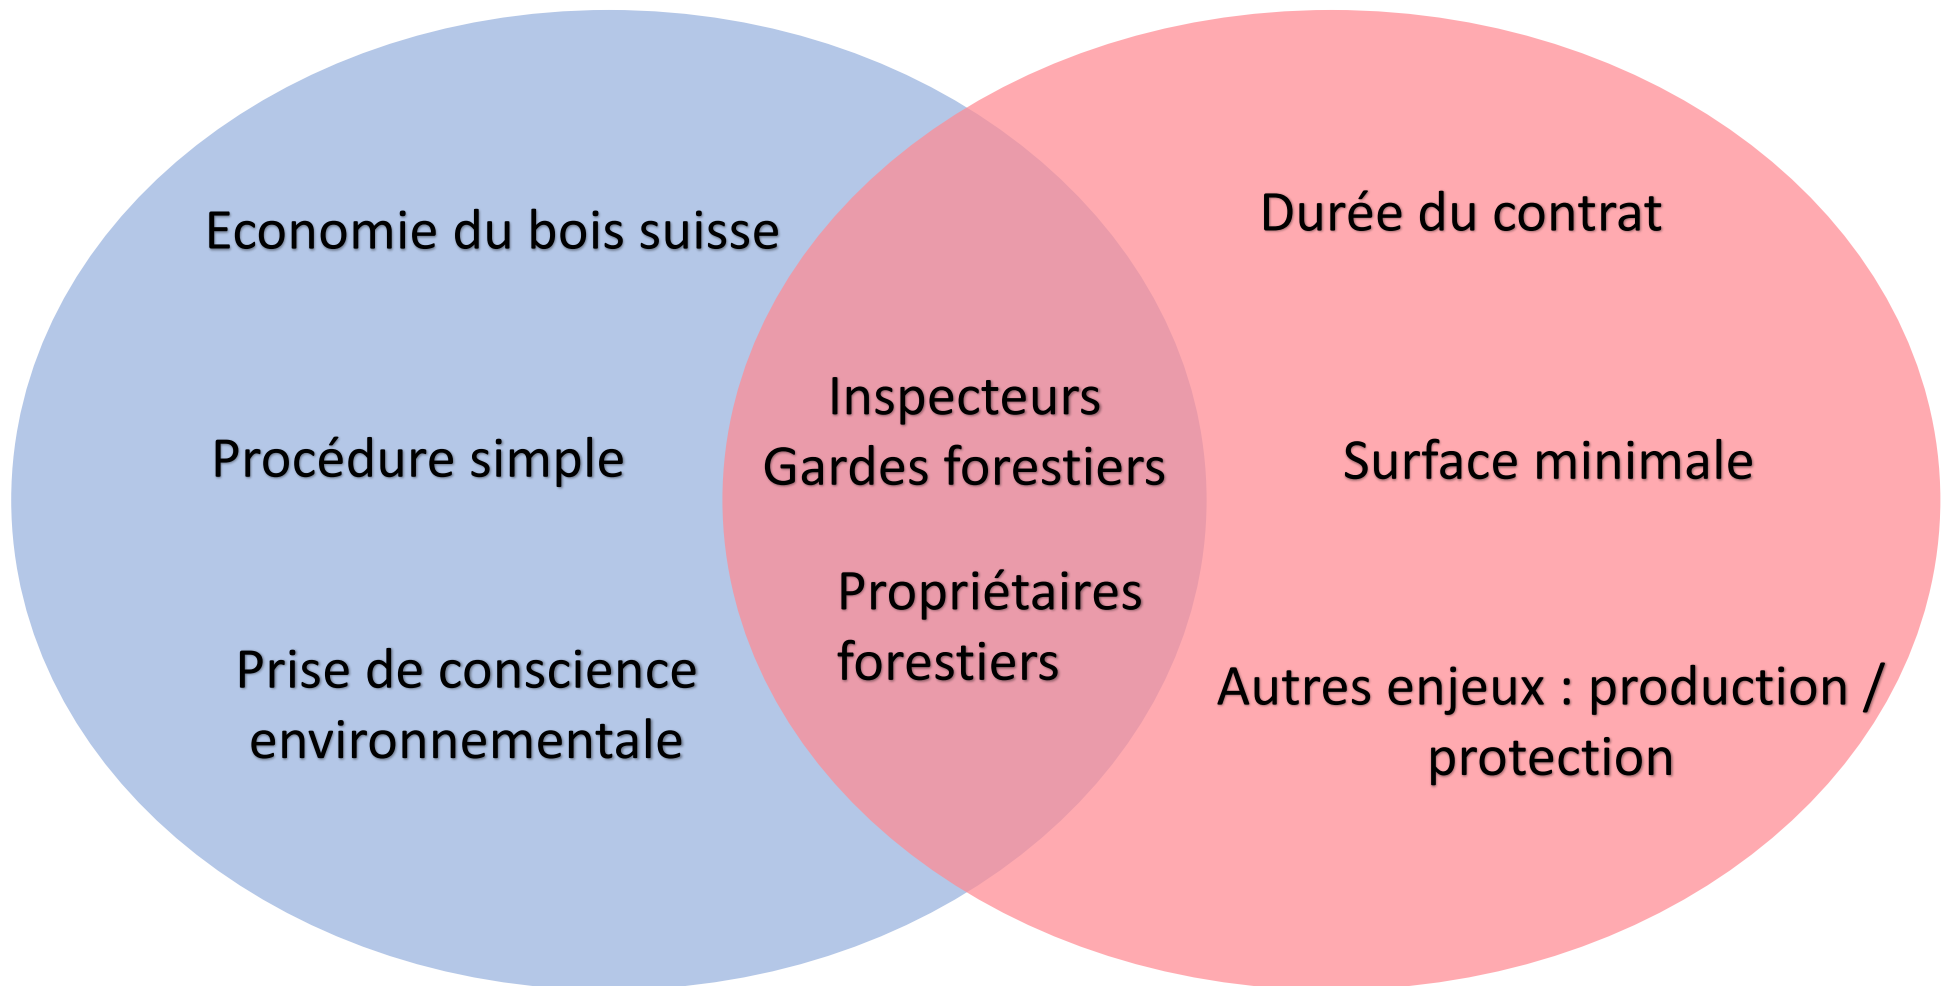 Economie du bois suisse
Procédure simple
Prise de conscience
environnementale
Inspecteurs
Gardes forestiers
Propriétaires
forestiers
Durée du contrat
Surface minimale
Autres enjeux : production /
protection